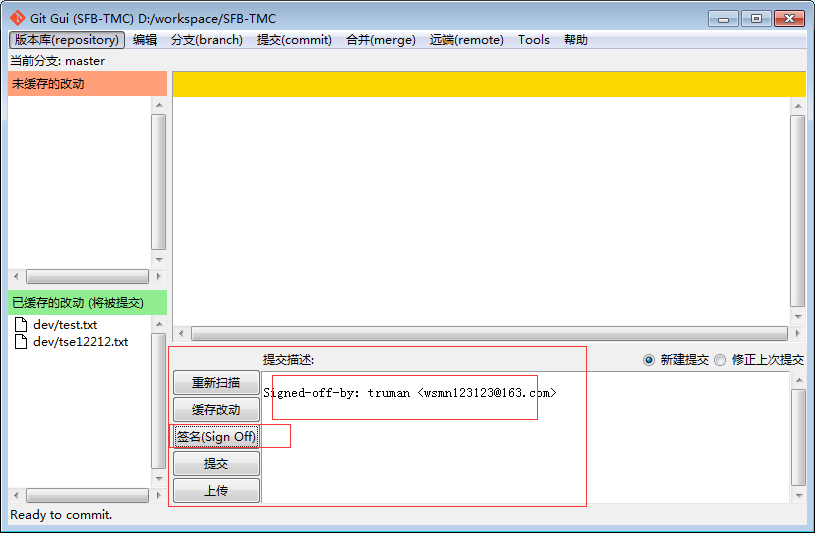 Git Gui (SFB-TMC) D:/workspace/SFB-TMC
版本库(repository) 编辑 分支(branch) 提交(commit) 合并(merge) 远端(remote) Tools 帮助
当前分支: master
未缓存的改动
已缓存的改动 (将被提交)
dev/test.txt
dev/tse12212.txt
提交描述:
新建提交 修正上次提交
重新扫描
缓存改动
签名(Sign Off)
提交
上传
Signed-off-by: truman <wsmn123123@163.com>
Ready to commit.